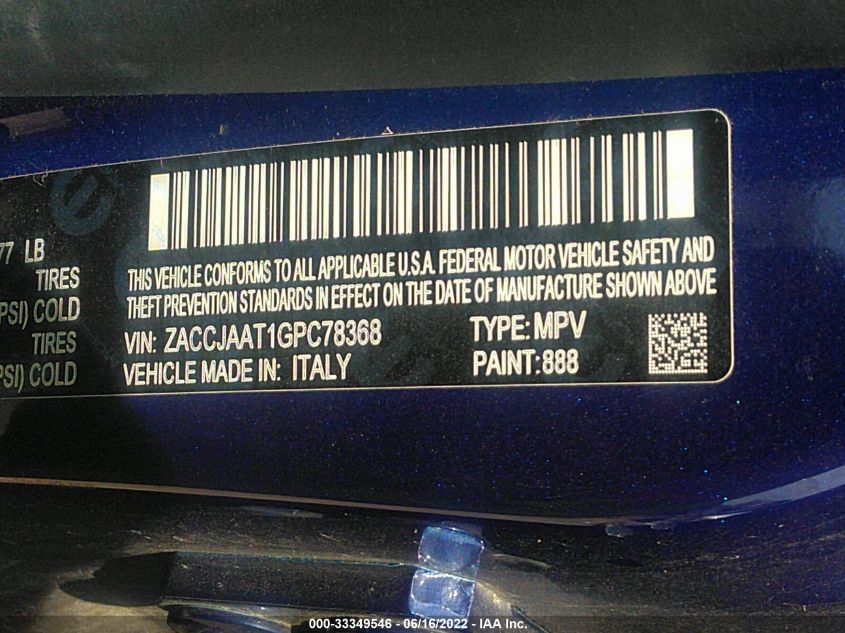 77 LB
TIRES
PSI) COLD
TIRES
PSI) COLD
THIS VEHICLE CONFORMS TO ALL APPLICABLE U.S.A. FEDERAL MOTOR VEHICLE SAFETY AND
THEFT PREVENTION STANDARDS IN EFFECT ON THE DATE OF MANUFACTURE SHOWN ABOVE
VIN: ZACCJAAT1GPC78368 TYPE: MPV
VEHICLE MADE IN: ITALY PAINT: 888
000-33349546 - 06/16/2022 - IAA Inc.